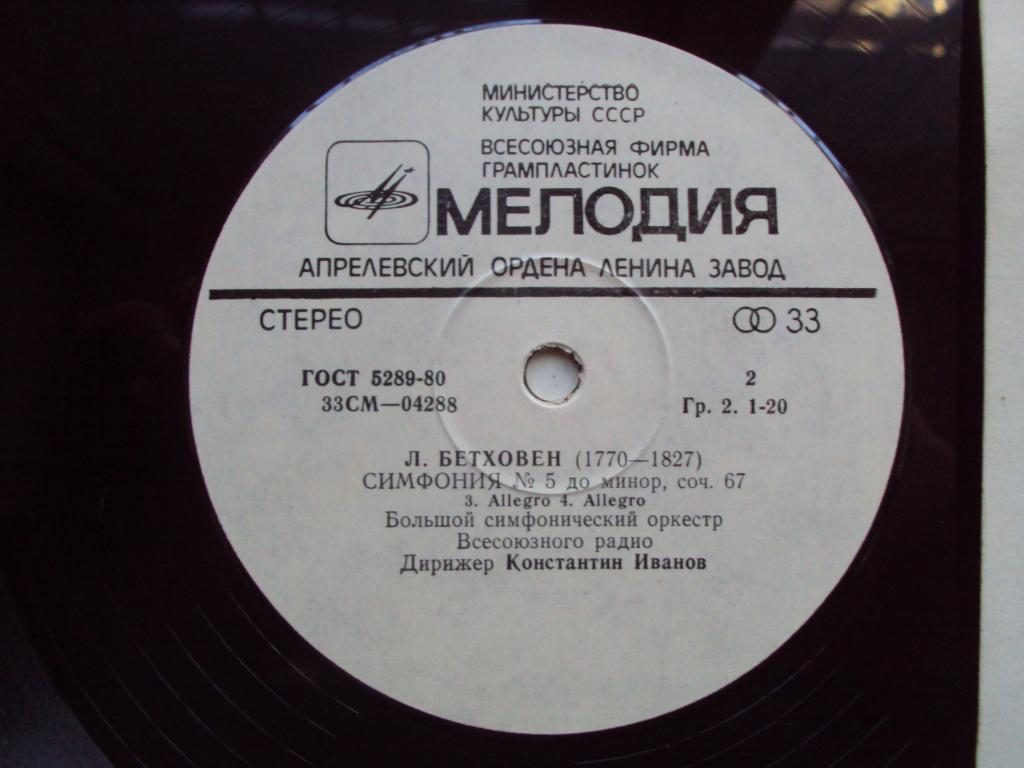 МИНИСТЕРСТВО
КУЛЬТУРЫ СССР
ВСЕСОЮЗНАЯ ФИРМА
ГРАМПЛАСТИНОК
МЕЛОДИЯ
АПРЕЛЕВСКИЙ ОРДЕНА ЛЕНИНА ЗАВОД
СТЕРЕО 33
ГОСТ 5289-80 2
33СМ—04288 Гр. 2. 1-20
Л. БЕТХОВЕН (1770—1827)
СИМФОНИЯ № 5 до минор, соч. 67
3. Allegro 4. Allegro
Большой симфонический оркестр
Всесоюзного радио
Дирижер Константин Иванов